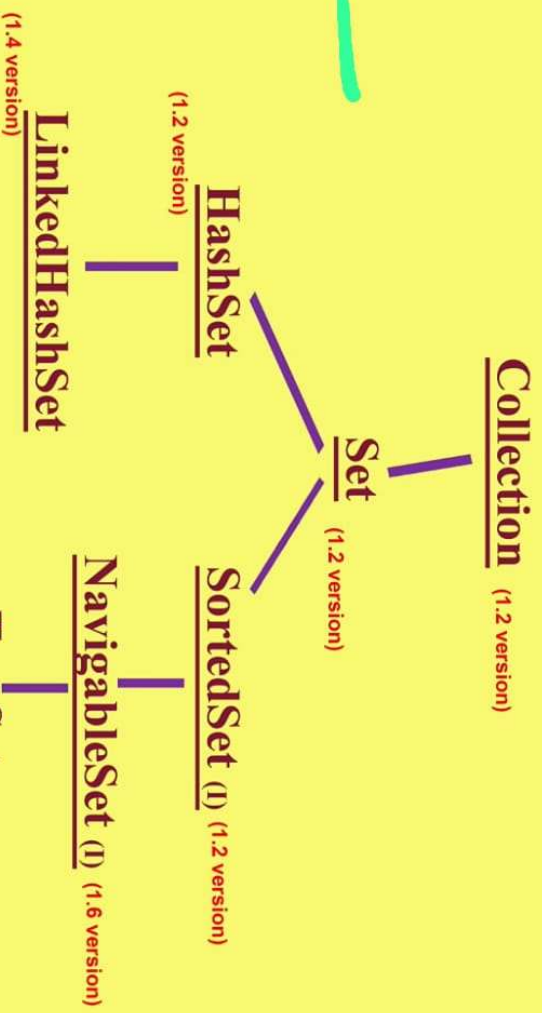 Collection (1.2 version)
Set (1.2 version)
HashSet
(1.2 version)
SortedSet (I) (1.2 version)
LinkedHashSet
(1.4 version)
NavigableSet (I) (1.6 version)